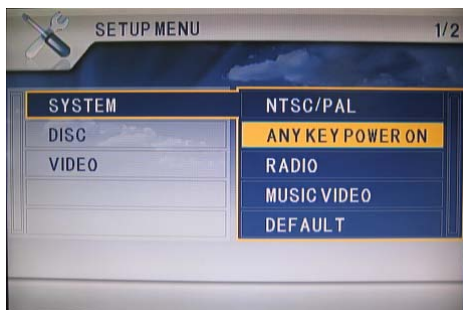 SETUP MENU 1/2
SYSTEM
DISC
VIDEO
NTSC/PAL
ANY KEY POWER ON
RADIO
MUSIC VIDEO
DEFAULT